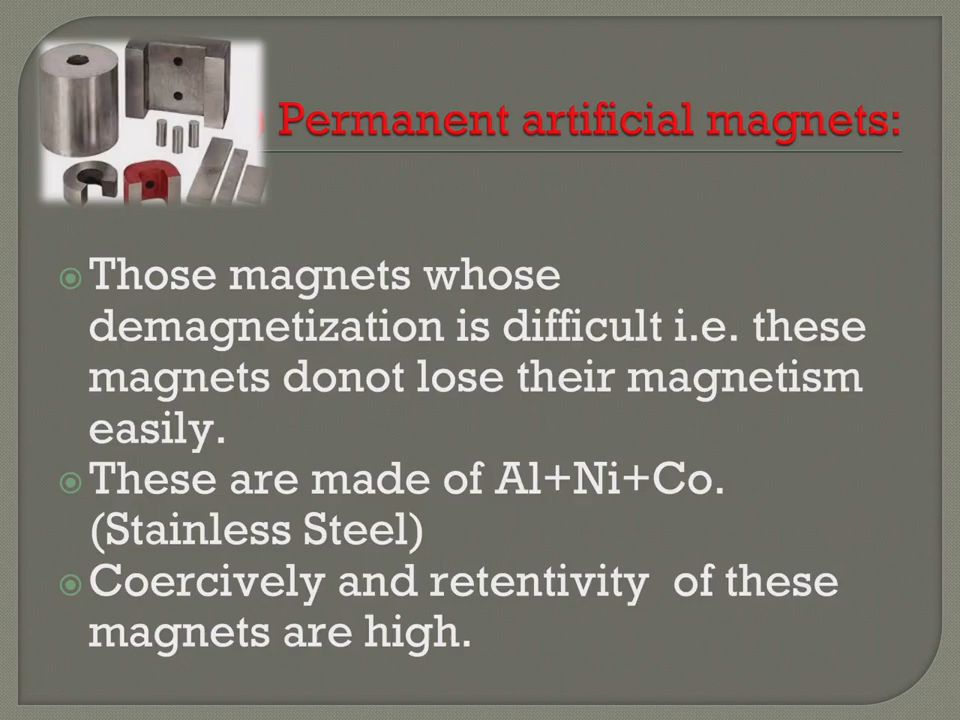 Permanent artificial magnets:
Those magnets whose
demagnetization is difficult i.e. these
magnets donot lose their magnetism
easily.
These are made of Al+Ni+Co.
(Stainless Steel)
Coercively and retentivity of these
magnets are high.